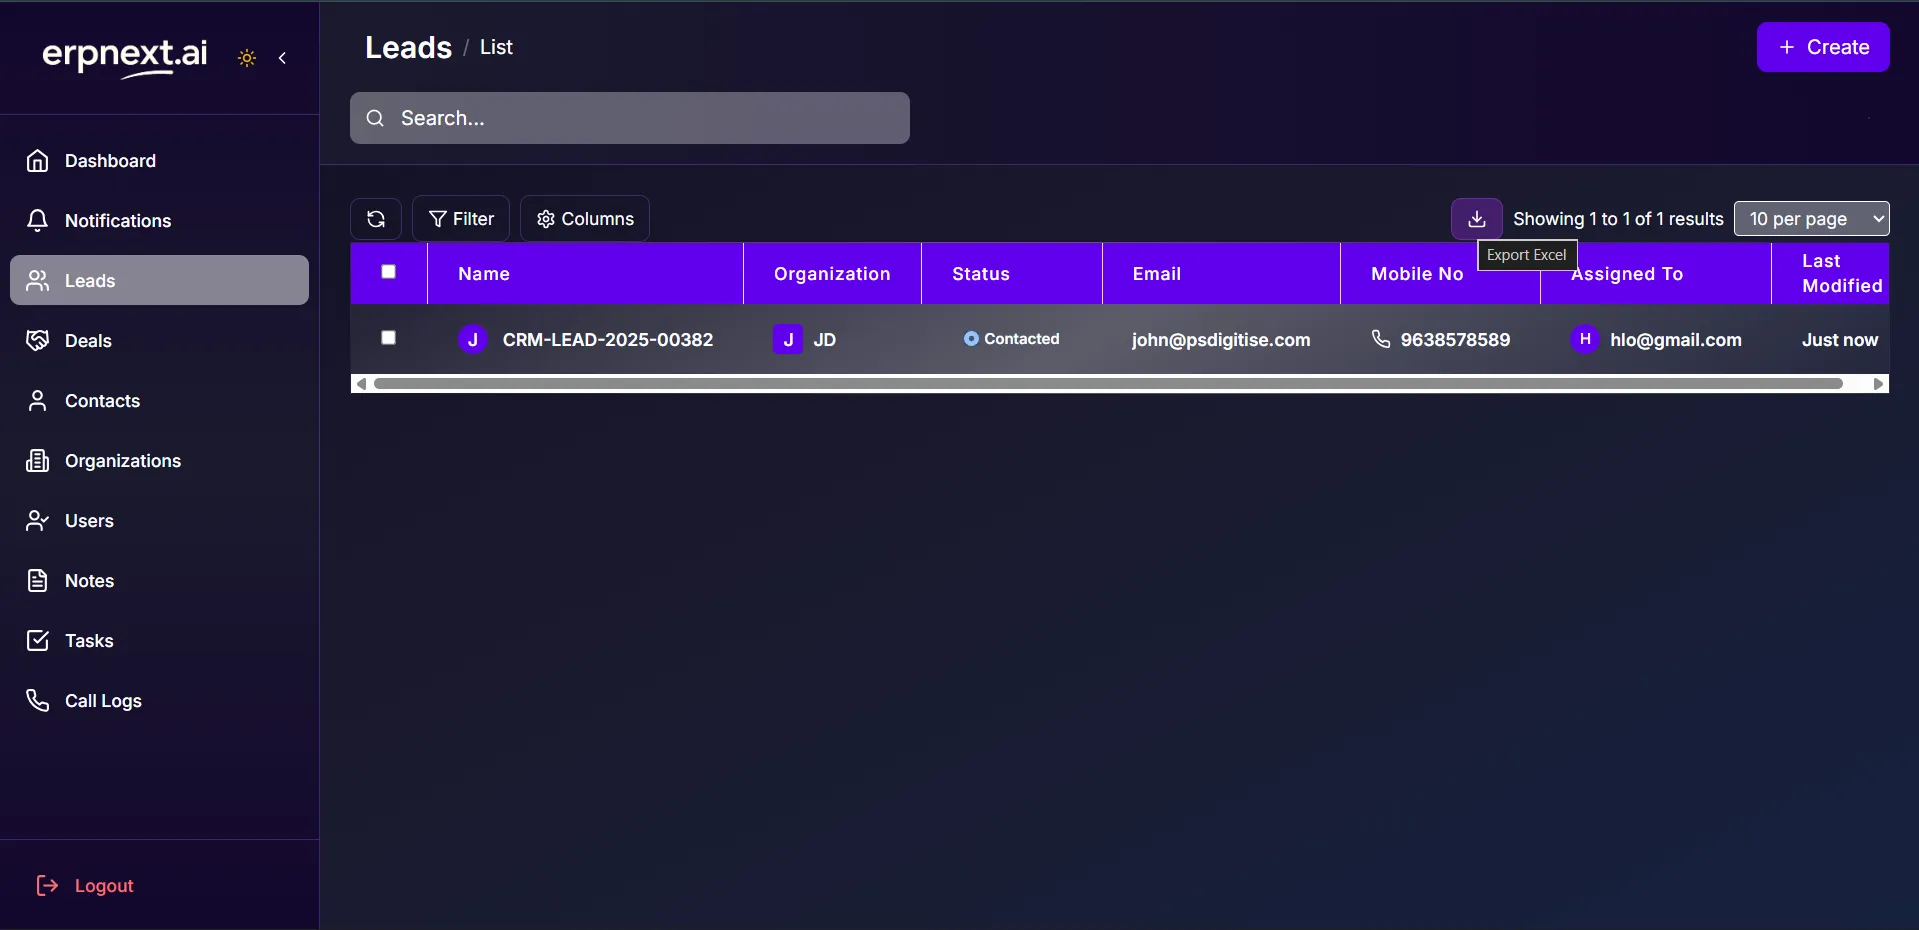 erpnext.ai
Leads / List
+ Create
Search...
Dashboard
Notifications
Leads
Deals
Contacts
Organizations
Users
Notes
Tasks
Call Logs
Logout
Filter
Columns
Showing 1 to 1 of 1 results
10 per page
Export Excel
Name Organization Status Email Mobile No Assigned To Last Modified
J CRM-LEAD-2025-00382 J JD Contacted john@psdigitise.com 9638578589 H hlo@gmail.com Just now